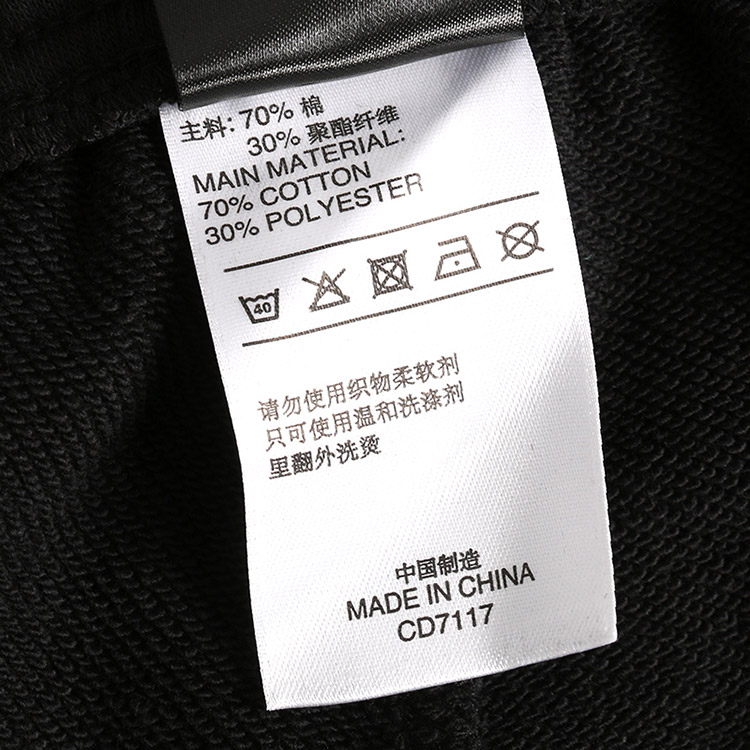 主料: 70% 棉
30% 聚酯纤维
MAIN MATERIAL:
70% COTTON
30% POLYESTER
40
请勿使用织物柔软剂
只可使用温和洗涤剂
里翻外洗烫
中国制造
MADE IN CHINA
CD7117